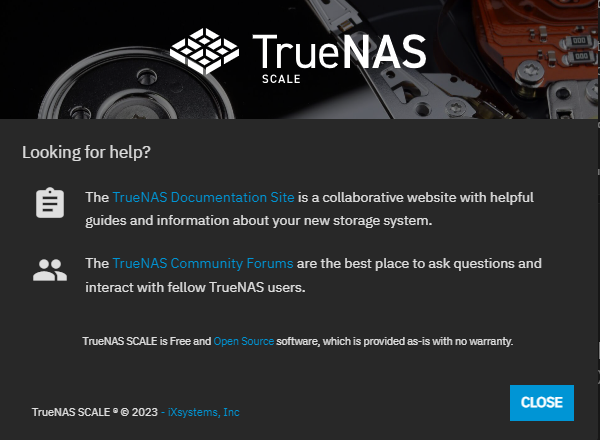 TrueNAS
SCALE
Looking for help?
The TrueNAS Documentation Site is a collaborative website with helpful
guides and information about your new storage system.
The TrueNAS Community Forums are the best place to ask questions and
interact with fellow TrueNAS users.
TrueNAS SCALE is Free and Open Source software, which is provided as-is with no warranty.
CLOSE
TrueNAS SCALE ® © 2023 - iXsystems, Inc